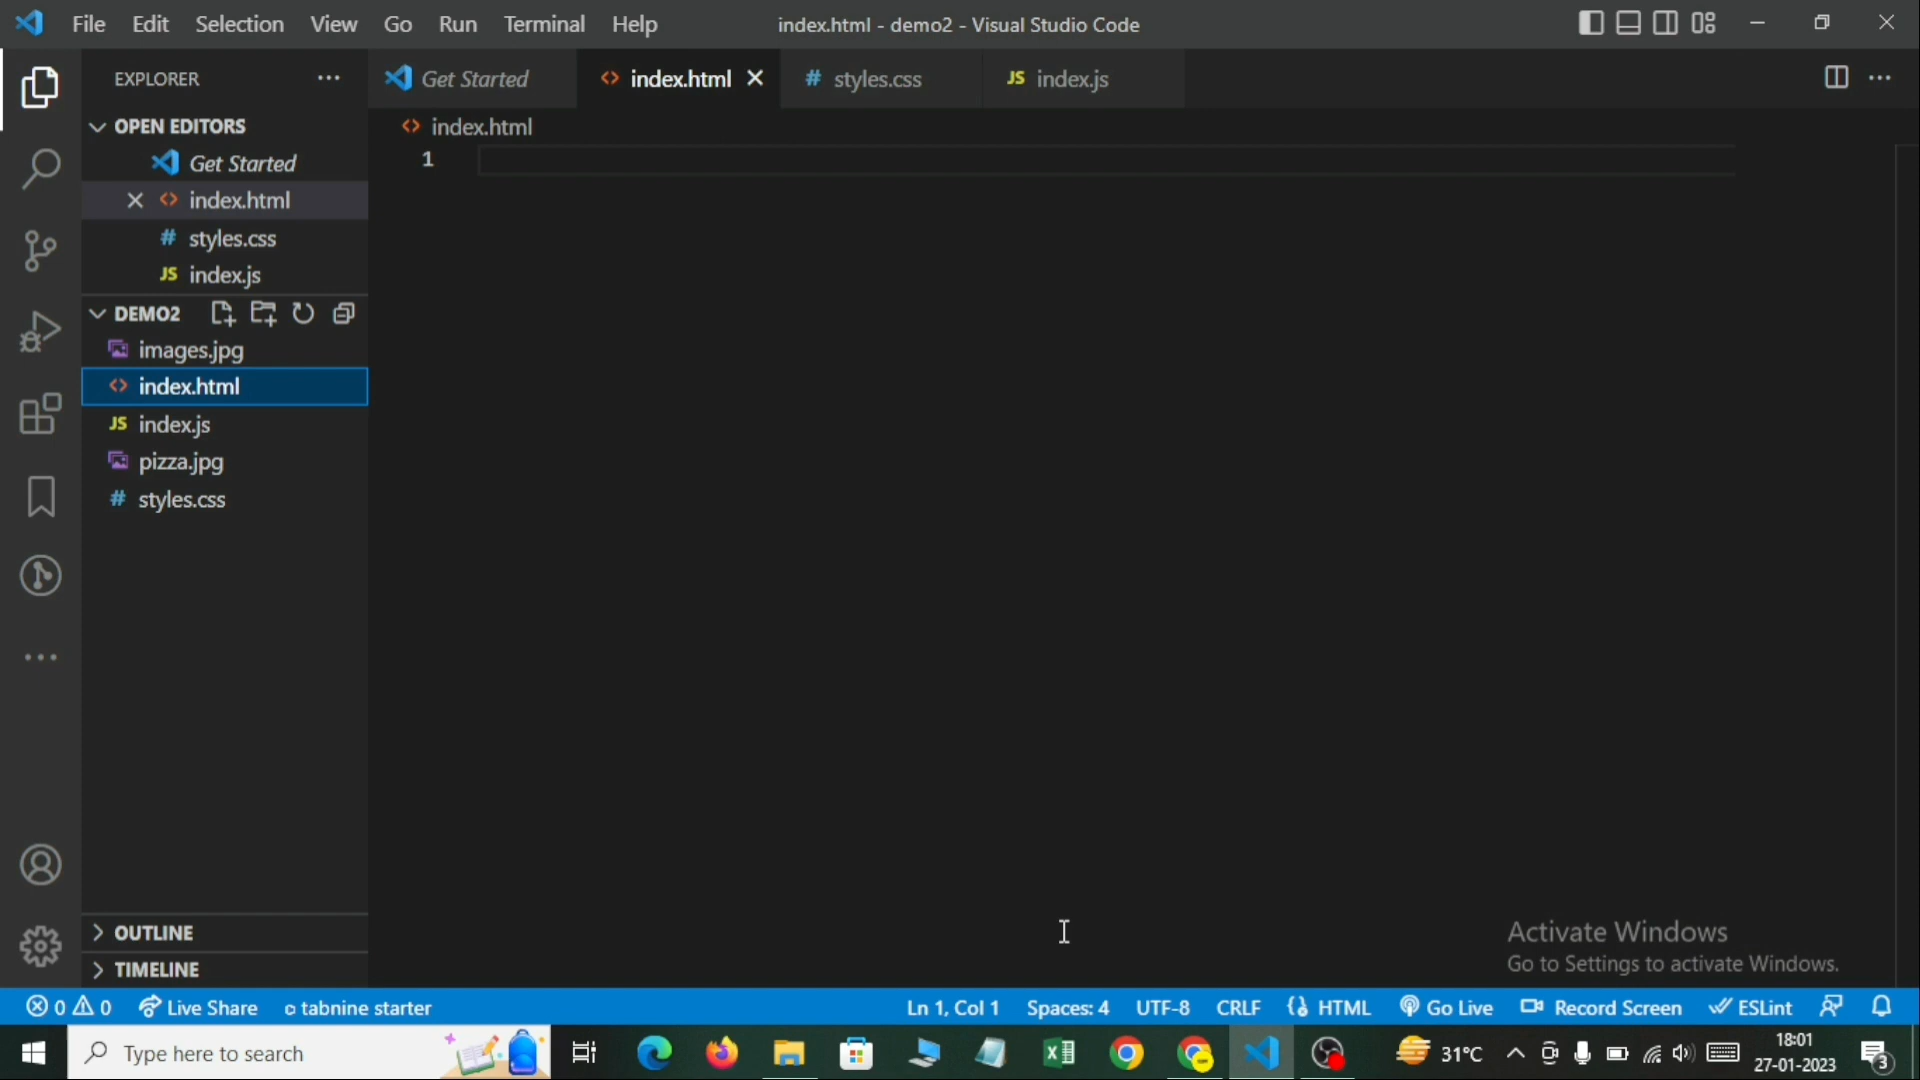 File Edit Selection View Go Run Terminal Help index.html - demo2 - Visual Studio Code
EXPLORER
Get Started index.html styles.css JS index.js
OPEN EDITORS
index.html
Get Started
1
index.html
styles.css
JS index.js
DEMO2
images.jpg
index.html
JS index.js
pizza.jpg
styles.css
OUTLINE
TIMELINE
Activate Windows
Go to Settings to activate Windows.
0 0 Live Share tabnine starter Ln 1, Col 1 Spaces: 4 UTF-8 CRLF HTML Go Live Record Screen ESLint
Type here to search 31°C 18:01
27-01-2023 3